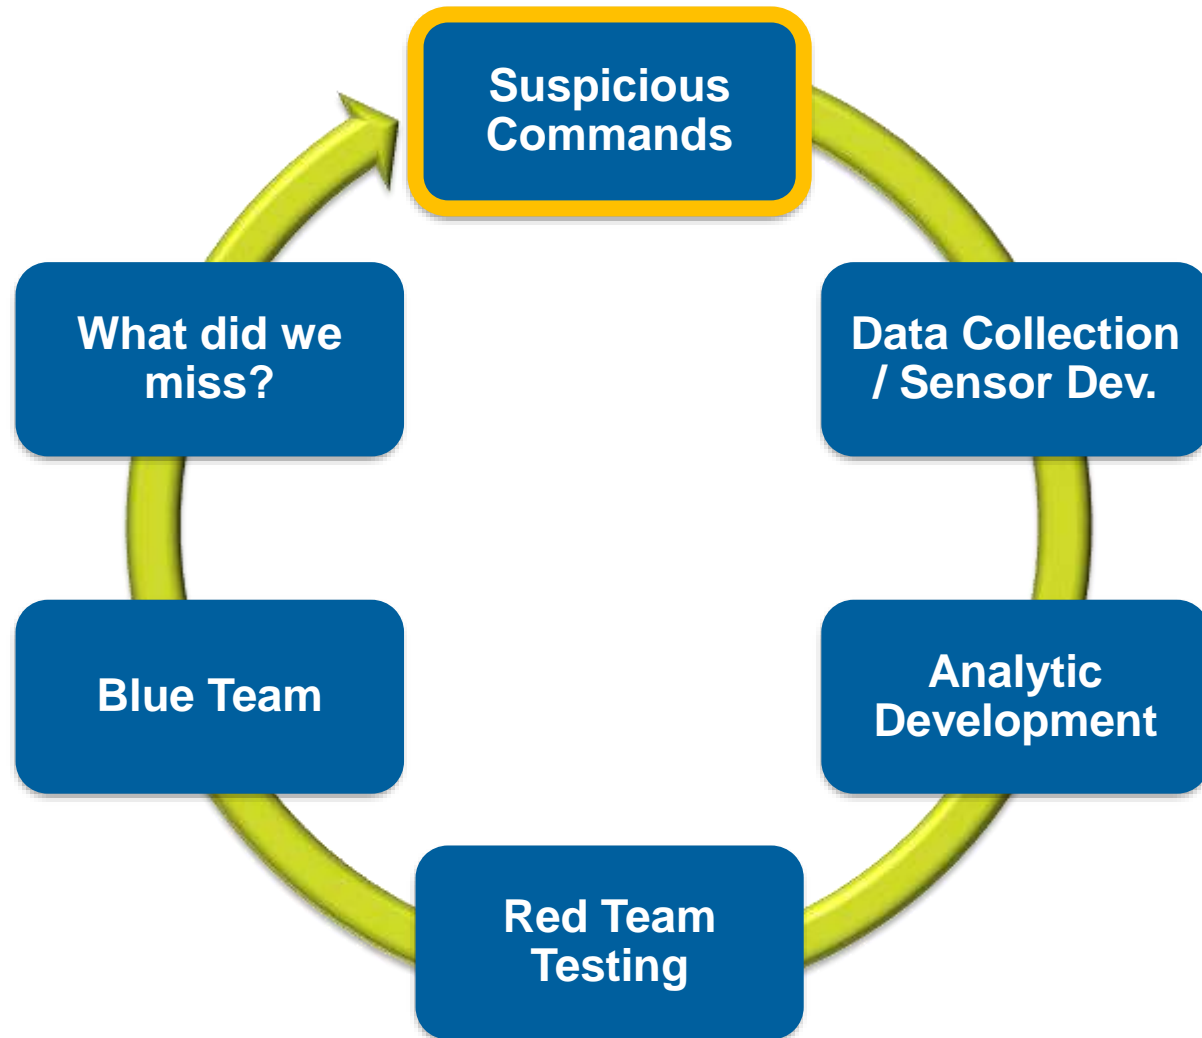 Suspicious
Commands
Data Collection
/ Sensor Dev.
Analytic
Development
Red Team
Testing
Blue Team
What did we
miss?